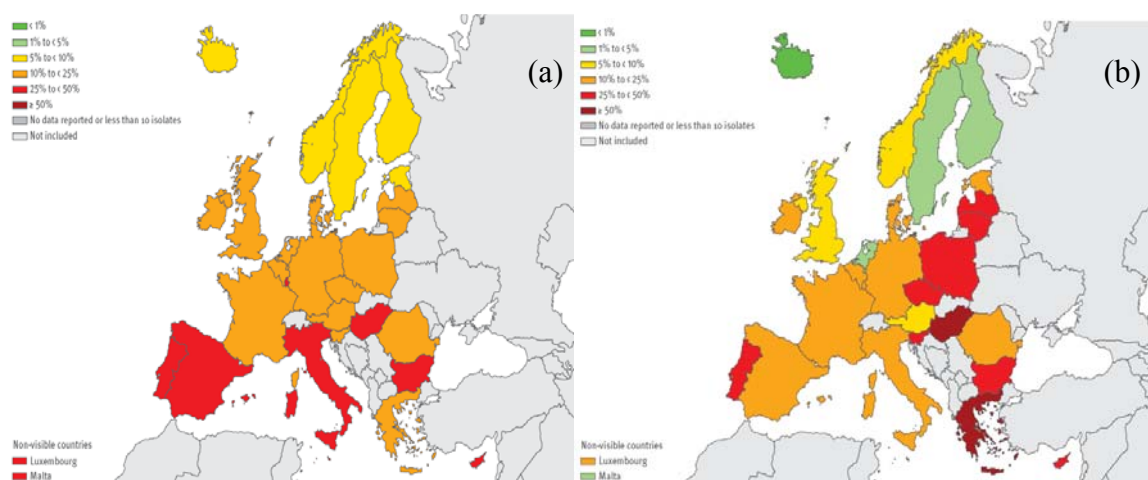 < 1%
1% to < 5%
5% to < 10%
10% to < 25%
25% to < 50%
≥ 50%
No data reported or less than 10 isolates
Not included
(a)
Non-visible countries
Luxembourg
Malta
< 1%
1% to < 5%
5% to < 10%
10% to < 25%
25% to < 50%
≥ 50%
No data reported or less than 10 isolates
Not included
(b)
Non-visible countries
Luxembourg
Malta